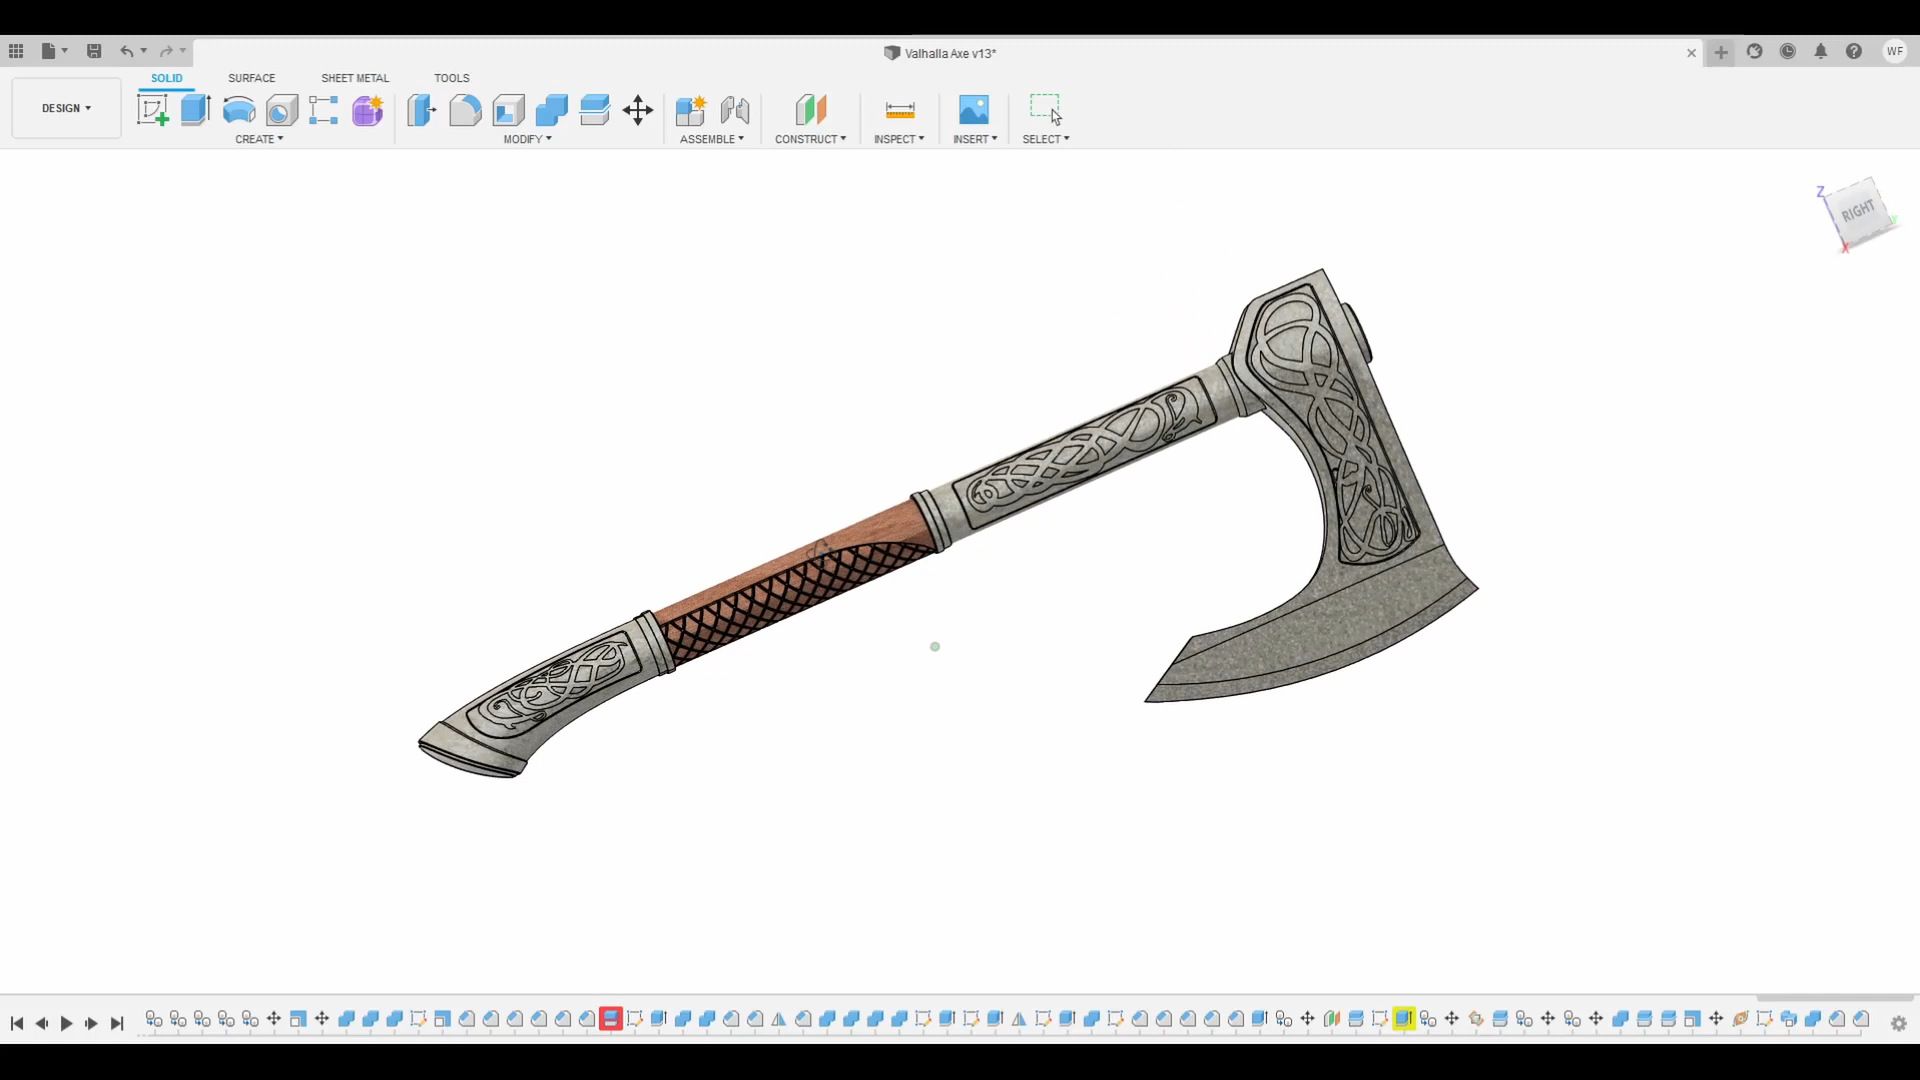 Valhalla Axe v13*
WF
SOLID SURFACE SHEET METAL TOOLS
DESIGN
CREATE MODIFY ASSEMBLE CONSTRUCT INSPECT INSERT SELECT
Z
RIGHT
Y
X